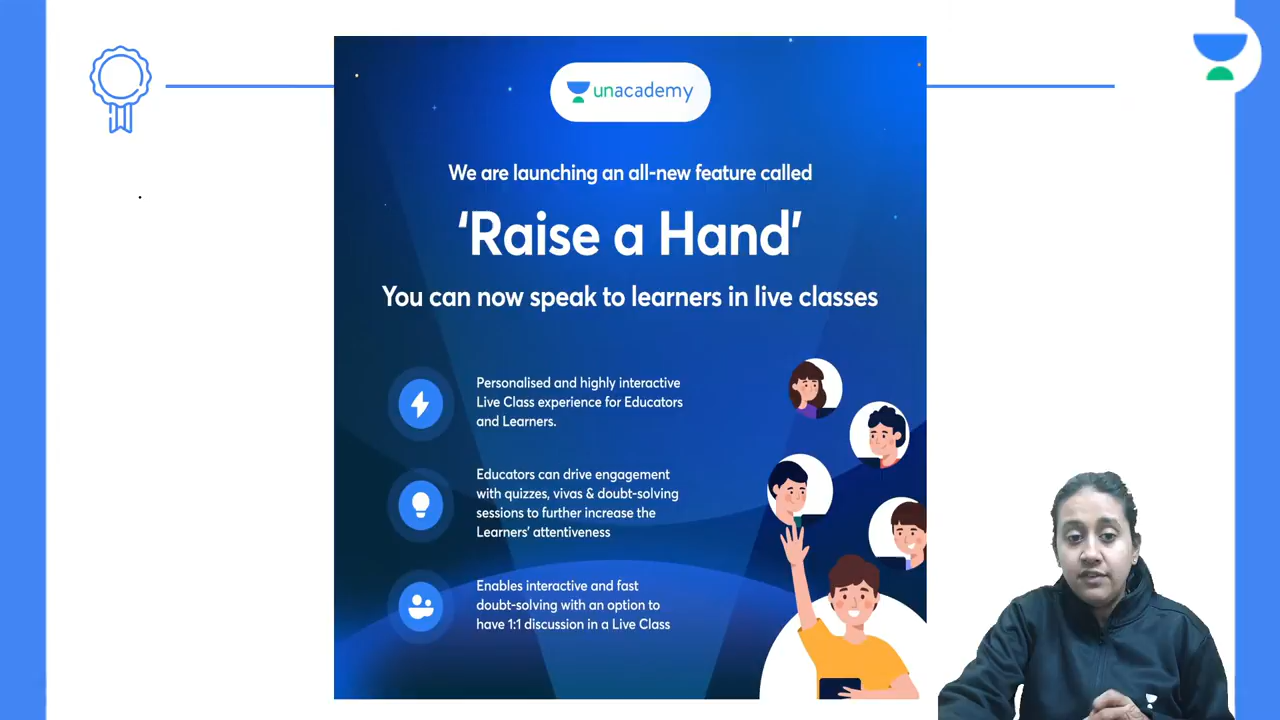 unacademy
We are launching an all-new feature called
‘Raise a Hand’
You can now speak to learners in live classes
Personalised and highly interactive
Live Class experience for Educators
and Learners.
Educators can drive engagement
with quizzes, vivas & doubt-solving
sessions to further increase the
Learners’ attentiveness
Enables interactive and fast
doubt-solving with an option to
have 1:1 discussion in a Live Class